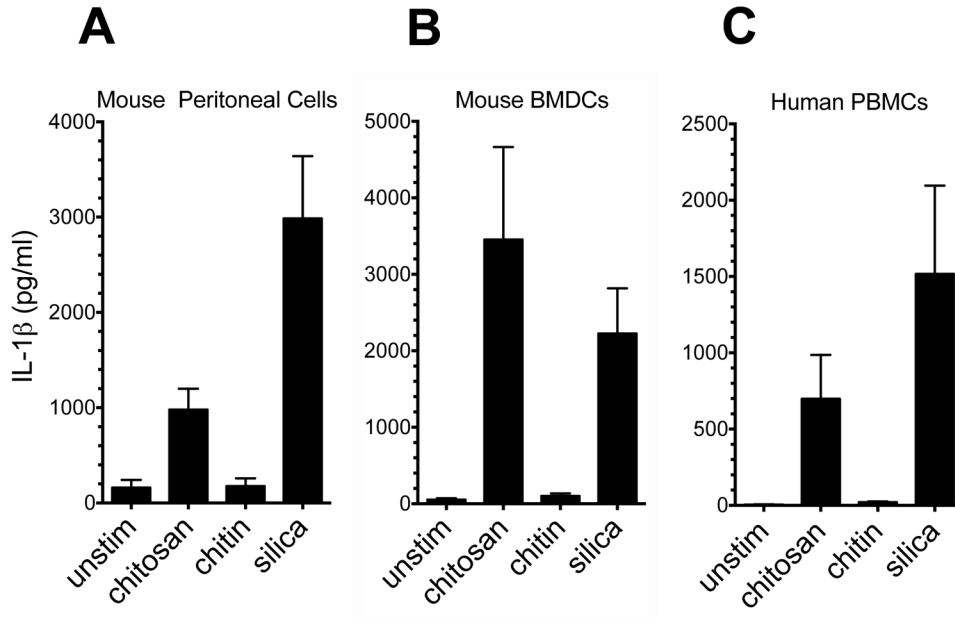 A
B
C
Mouse Peritoneal Cells
Mouse BMDCs
Human PBMCs
IL-1β (pg/ml)
4000
3000
2000
1000
0
unstim
chitosan
chitin
silica
5000
4000
3000
2000
1000
0
unstim
chitosan
chitin
silica
2500
2000
1500
1000
500
0
unstim
chitosan
chitin
silica